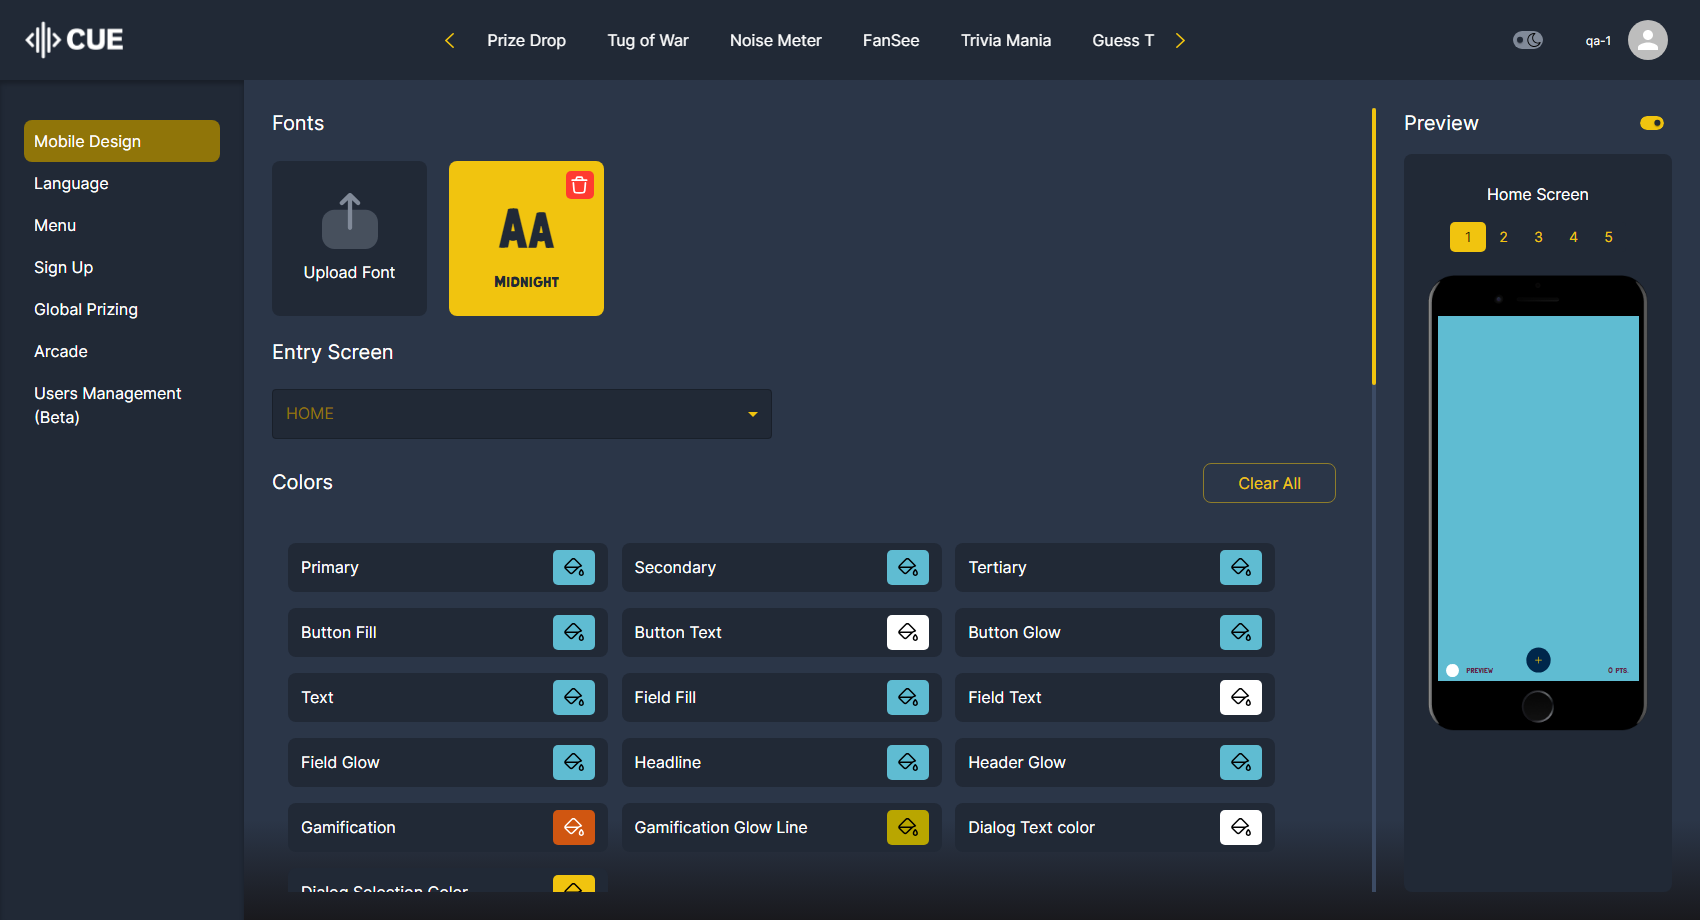 CUE
Prize Drop
Tug of War
Noise Meter
FanSee
Trivia Mania
Guess T
qa-1
Mobile Design
Language
Menu
Sign Up
Global Prizing
Arcade
Users Management
(Beta)
Fonts
Upload Font
AA
MIDNIGHT
Entry Screen
HOME
Colors
Clear All
Primary
Secondary
Tertiary
Button Fill
Button Text
Button Glow
Text
Field Fill
Field Text
Field Glow
Headline
Header Glow
Gamification
Gamification Glow Line
Dialog Text color
Dialog Selection Color
Preview
Home Screen
1 2 3 4 5
PREVIEW
+
0 PTS